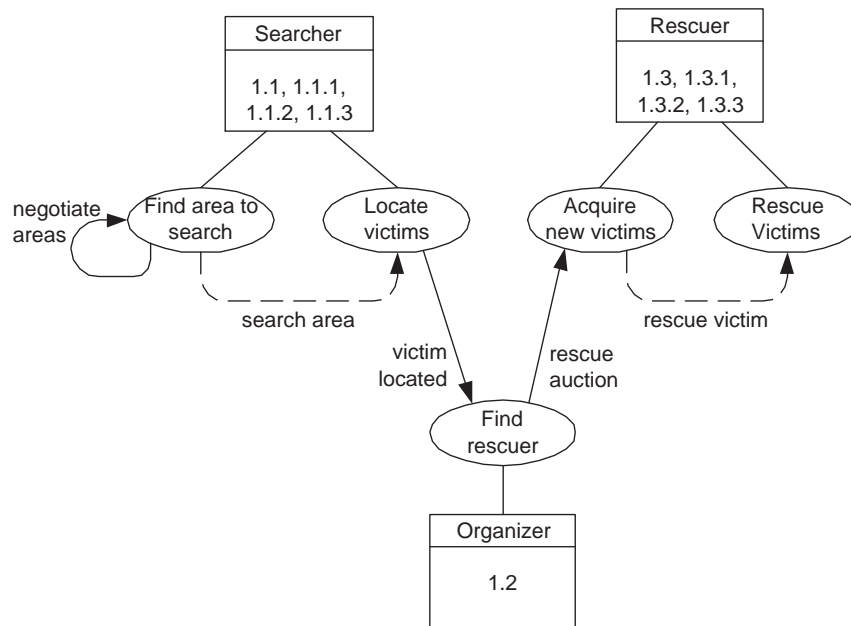 Searcher
1.1, 1.1.1,
1.1.2, 1.1.3
Rescuer
1.3, 1.3.1,
1.3.2, 1.3.3
negotiate
areas
Find area to
search
Locate
victims
Acquire
new victims
Rescue
Victims
search area
rescue victim
victim
located
rescue
auction
Find
rescuer
Organizer
1.2